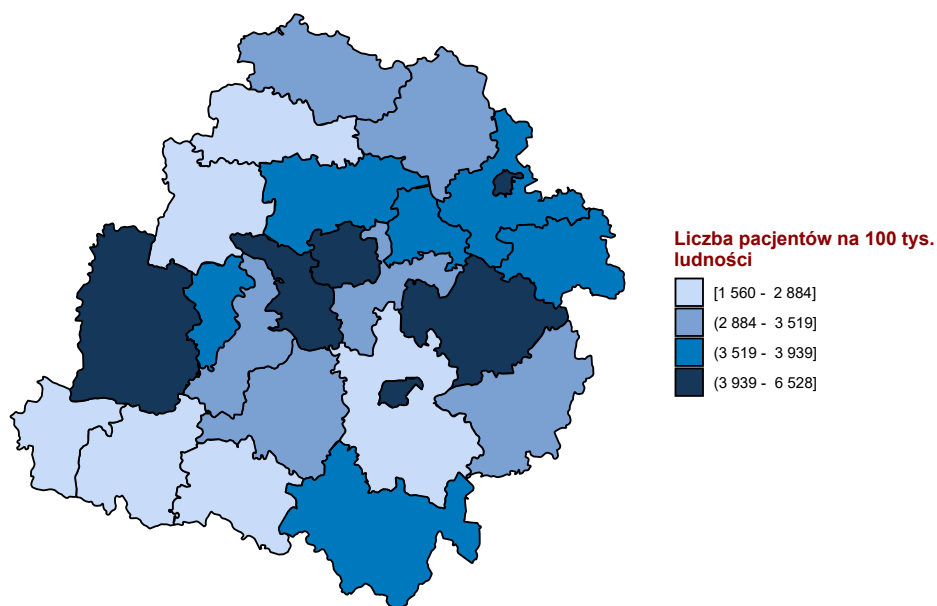 Liczba pacjentów na 100 tys.
ludności
[1 560 - 2 884]
(2 884 - 3 519]
(3 519 - 3 939]
(3 939 - 6 528]